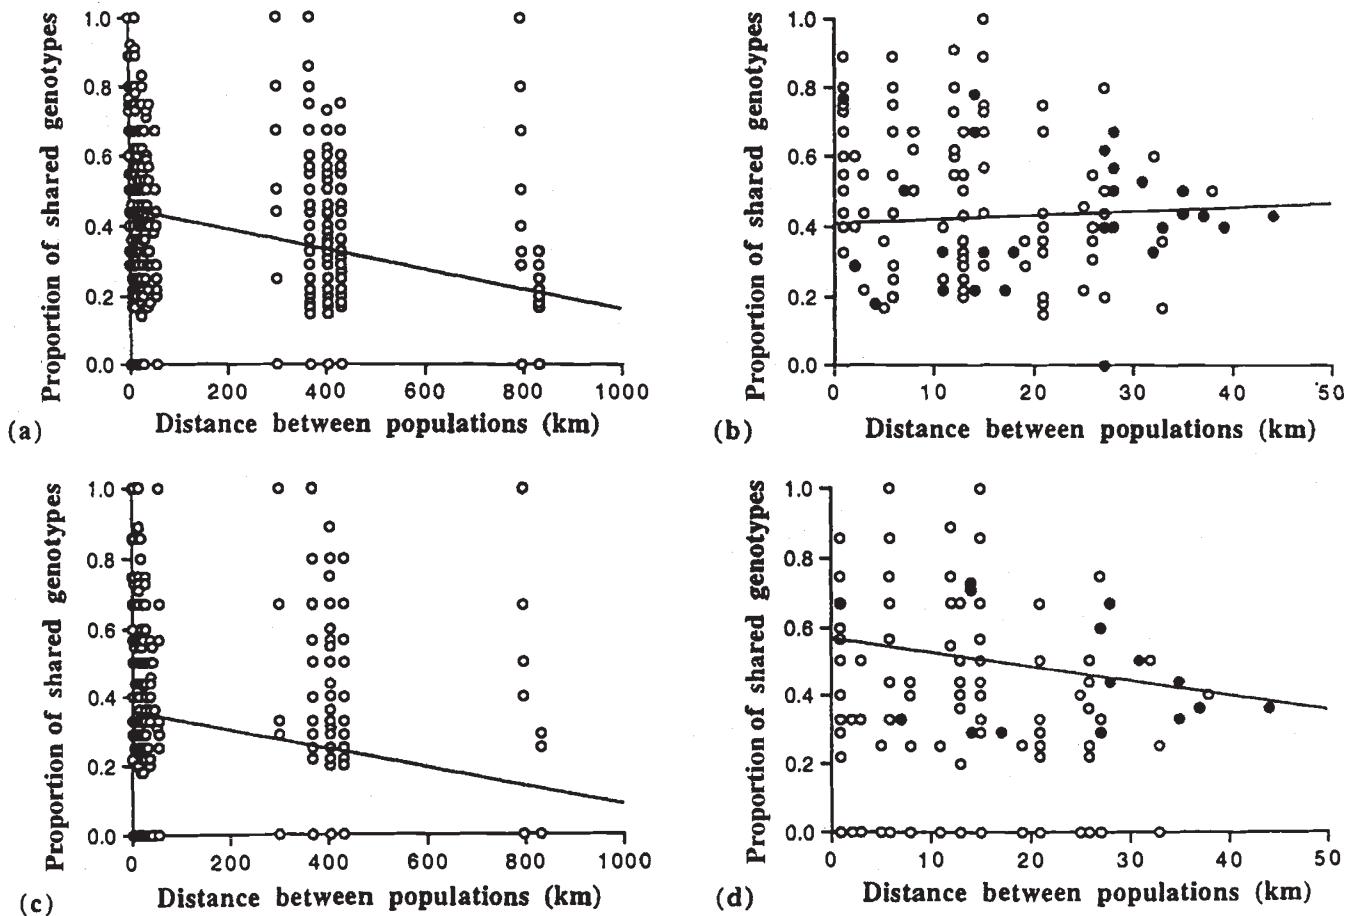 Proportion of shared genotypes
1.0
0.8
0.6
0.4
0.2
0.0
0 200 400 600 800 1000
Distance between populations (km)
(a)
Proportion of shared genotypes
1.0
0.8
0.6
0.4
0.2
0.0
0 10 20 30 40 50
Distance between populations (km)
(b)
Proportion of shared genotypes
1.0
0.8
0.6
0.4
0.2
0.0
0 200 400 600 800 1000
Distance between populations (km)
(c)
Proportion of shared genotypes
1.0
0.8
0.6
0.4
0.2
0.0
0 10 20 30 40 50
Distance between populations (km)
(d)